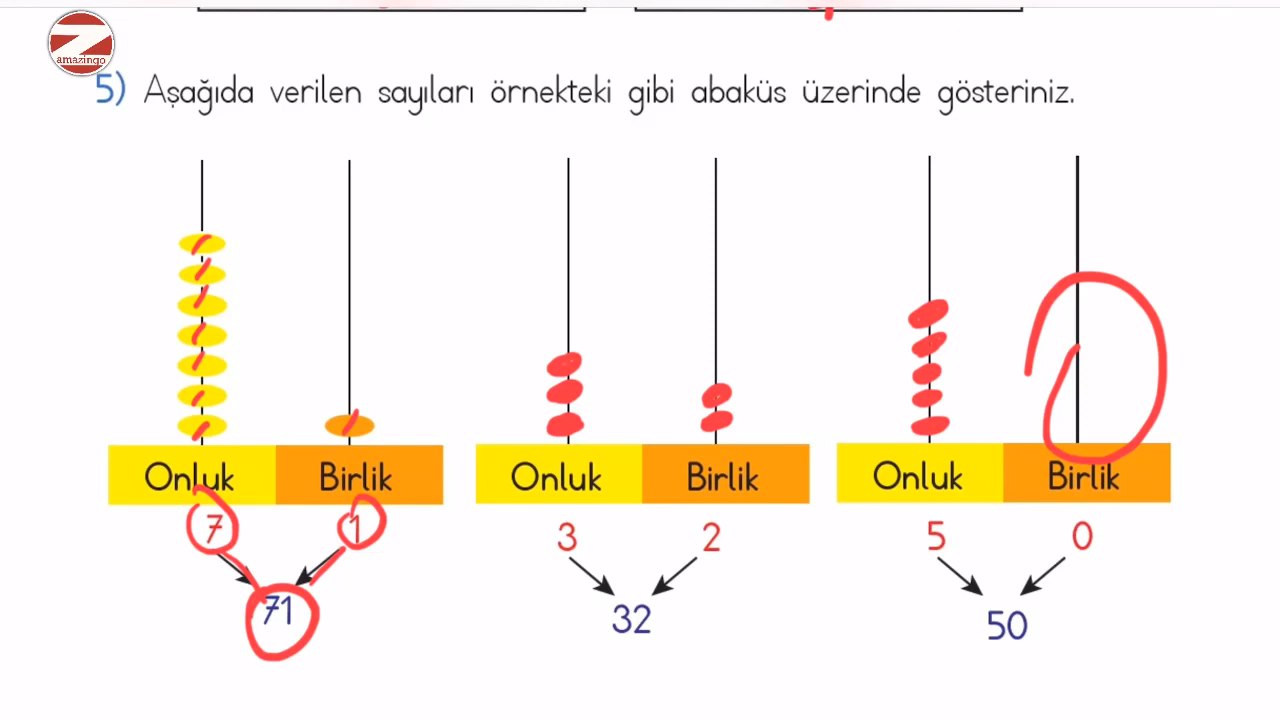 amazingo
5) Aşağıda verilen sayıları örnekteki gibi abaküs üzerinde gösteriniz.
Onluk Birlik Onluk Birlik Onluk Birlik
7 1 3 2 5 0
71 32 50